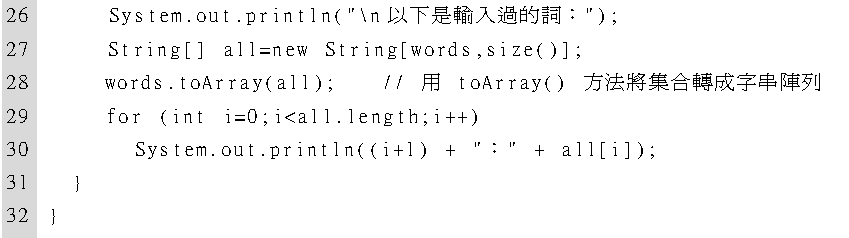 26 System.out.println("\n 以下是輸入過的詞：");
27 String[] all=new String[words,size()];
28 words.toArray(all); // 用 toArray() 方法將集合轉成字串陣列
29 for (int i=0;i<all.length;i++)
30 System.out.println((i+1) + "：" + all[i]);
31 }
32 }